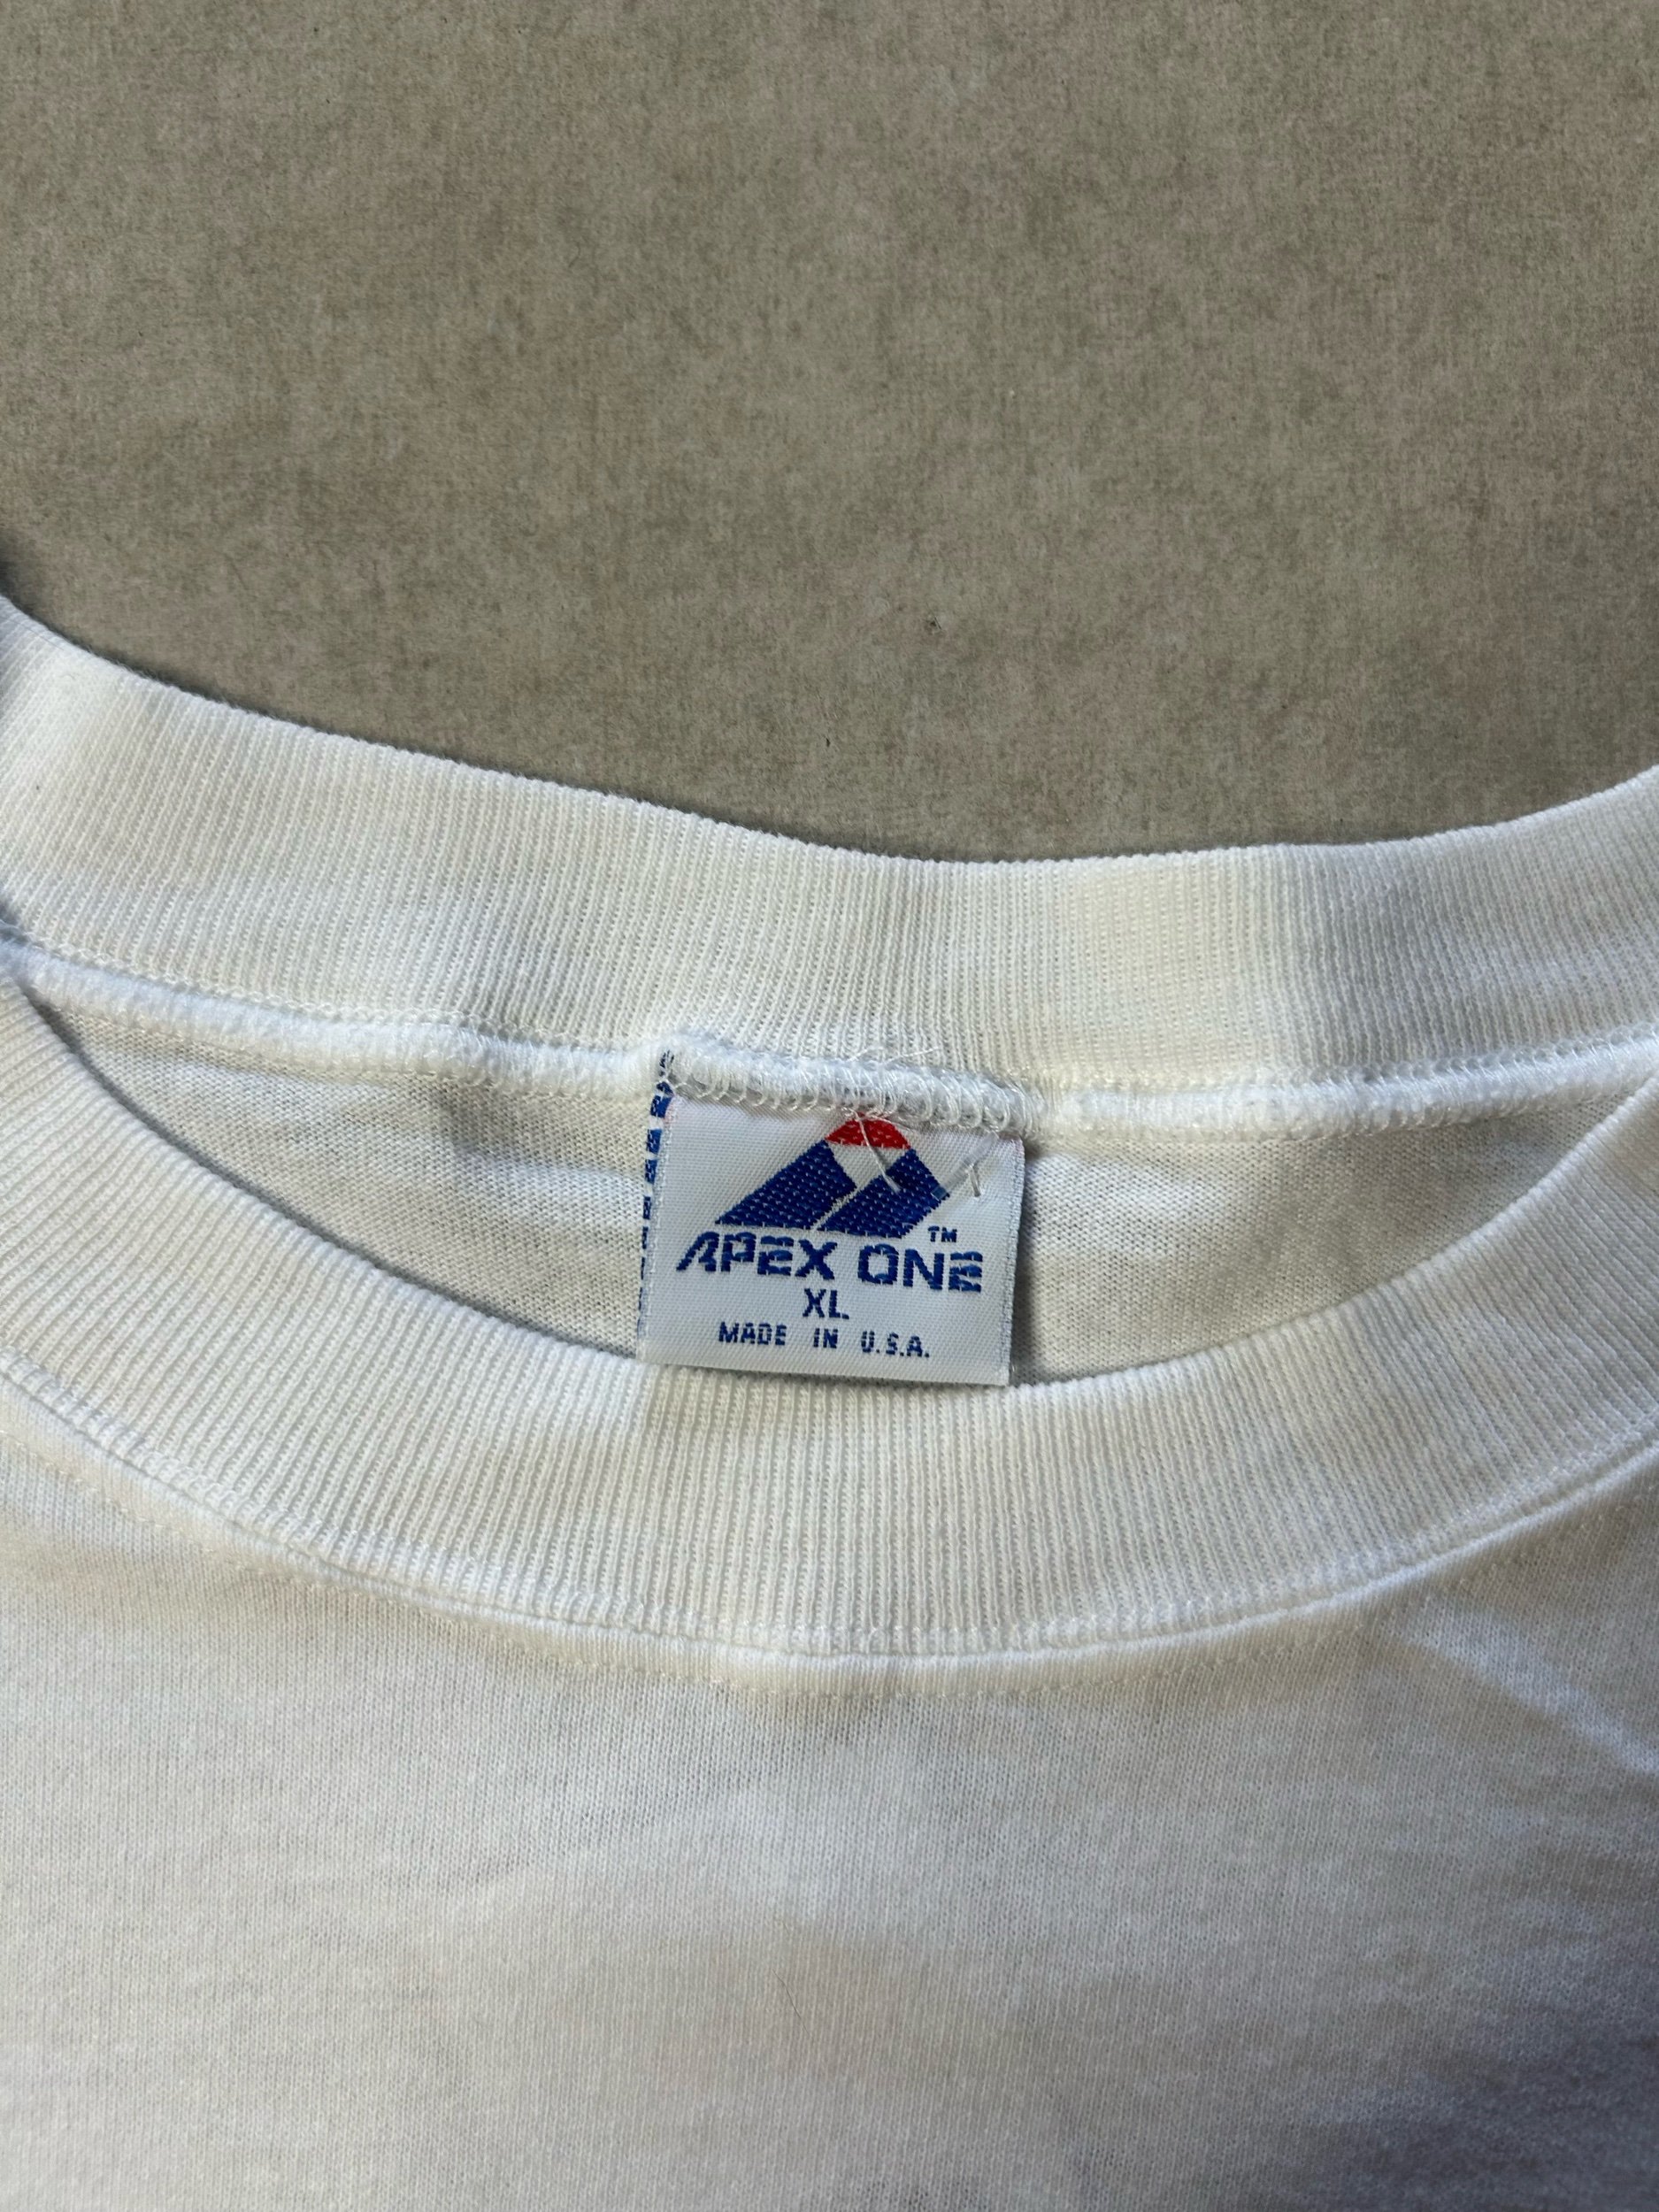 ™
APEX ONE
XL
MADE IN U.S.A.